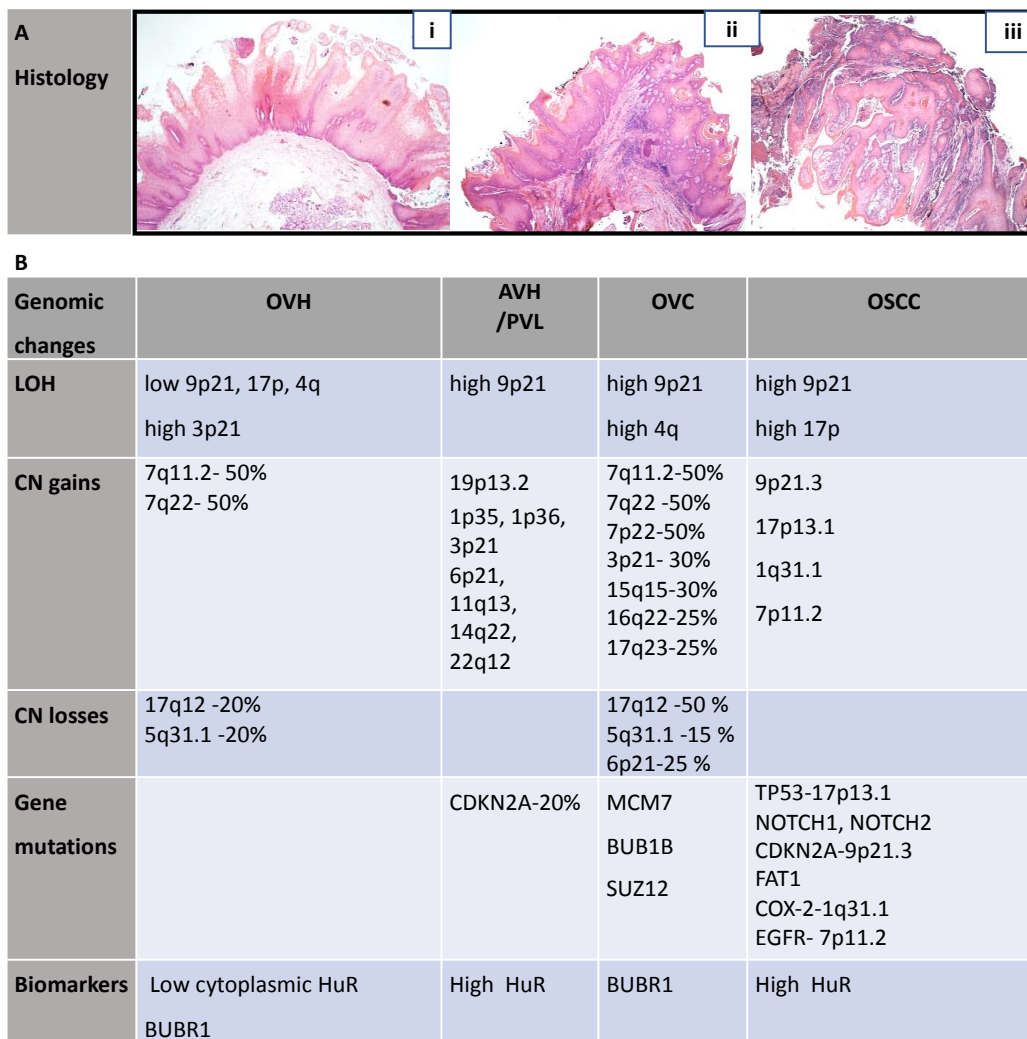 A
Histology
i
ii
iii
B
Genomic
changes
OVH
AVH
/PVL
OVC
OSCC
LOH
low 9p21, 17p, 4q
high 3p21
high 9p21
high 9p21
high 4q
high 9p21
high 17p
CN gains
7q11.2- 50%
7q22- 50%
19p13.2
1p35, 1p36,
3p21
6p21,
11q13,
14q22,
22q12
7q11.2-50%
7q22 -50%
7p22-50%
3p21- 30%
15q15-30%
16q22-25%
17q23-25%
9p21.3
17p13.1
1q31.1
7p11.2
CN losses
17q12 -20%
5q31.1 -20%
17q12 -50 %
5q31.1 -15 %
6p21-25 %
Gene
mutations
CDKN2A-20%
MCM7
BUB1B
SUZ12
TP53-17p13.1
NOTCH1, NOTCH2
CDKN2A-9p21.3
FAT1
COX-2-1q31.1
EGFR- 7p11.2
Biomarkers
Low cytoplasmic HuR
BUBR1
High HuR
BUBR1
High HuR